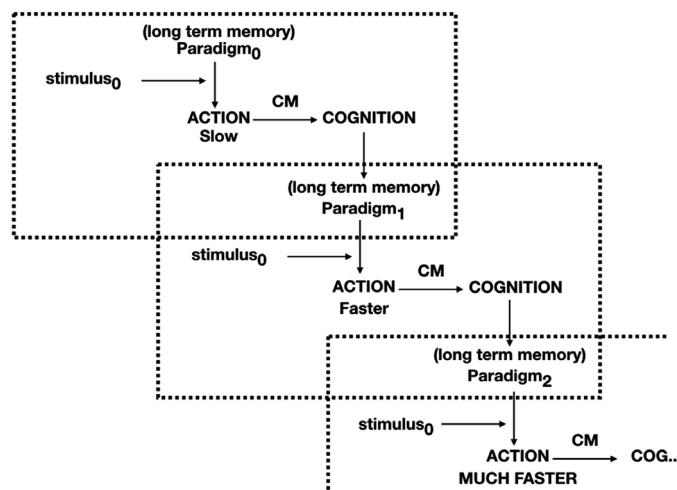 (long term memory)
Paradigm₀
stimulus₀
CM
ACTION
COGNITION
Slow
(long term memory)
Paradigm₁
stimulus₀
CM
ACTION
COGNITION
Faster
(long term memory)
Paradigm₂
stimulus₀
CM
ACTION
COG..
MUCH FASTER